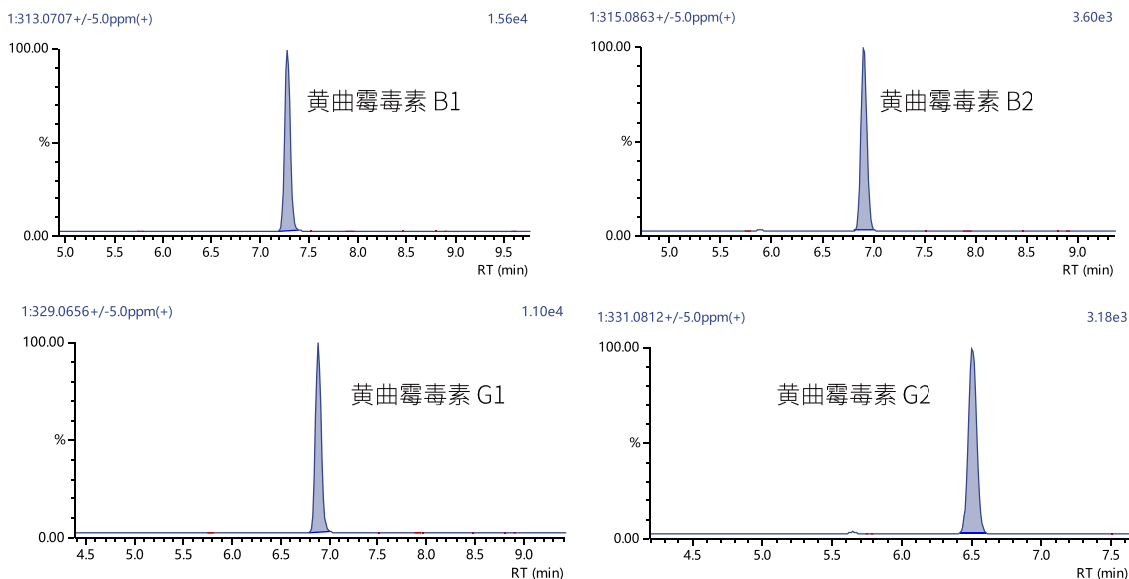 1:313.0707+/-5.0ppm(+) 1.56e4
100.00
黄曲霉毒素 B1
%
0.00
5.0 5.5 6.0 6.5 7.0 7.5 8.0 8.5 9.0 9.5
RT (min)
1:315.0863+/-5.0ppm(+) 3.60e3
100.00
黄曲霉毒素 B2
%
0.00
5.0 5.5 6.0 6.5 7.0 7.5 8.0 8.5 9.0
RT (min)
1:329.0656+/-5.0ppm(+) 1.10e4
100.00
黄曲霉毒素 G1
%
0.00
4.5 5.0 5.5 6.0 6.5 7.0 7.5 8.0 8.5 9.0
RT (min)
1:331.0812+/-5.0ppm(+) 3.18e3
100.00
黄曲霉毒素 G2
%
0.00
4.5 5.0 5.5 6.0 6.5 7.0 7.5
RT (min)